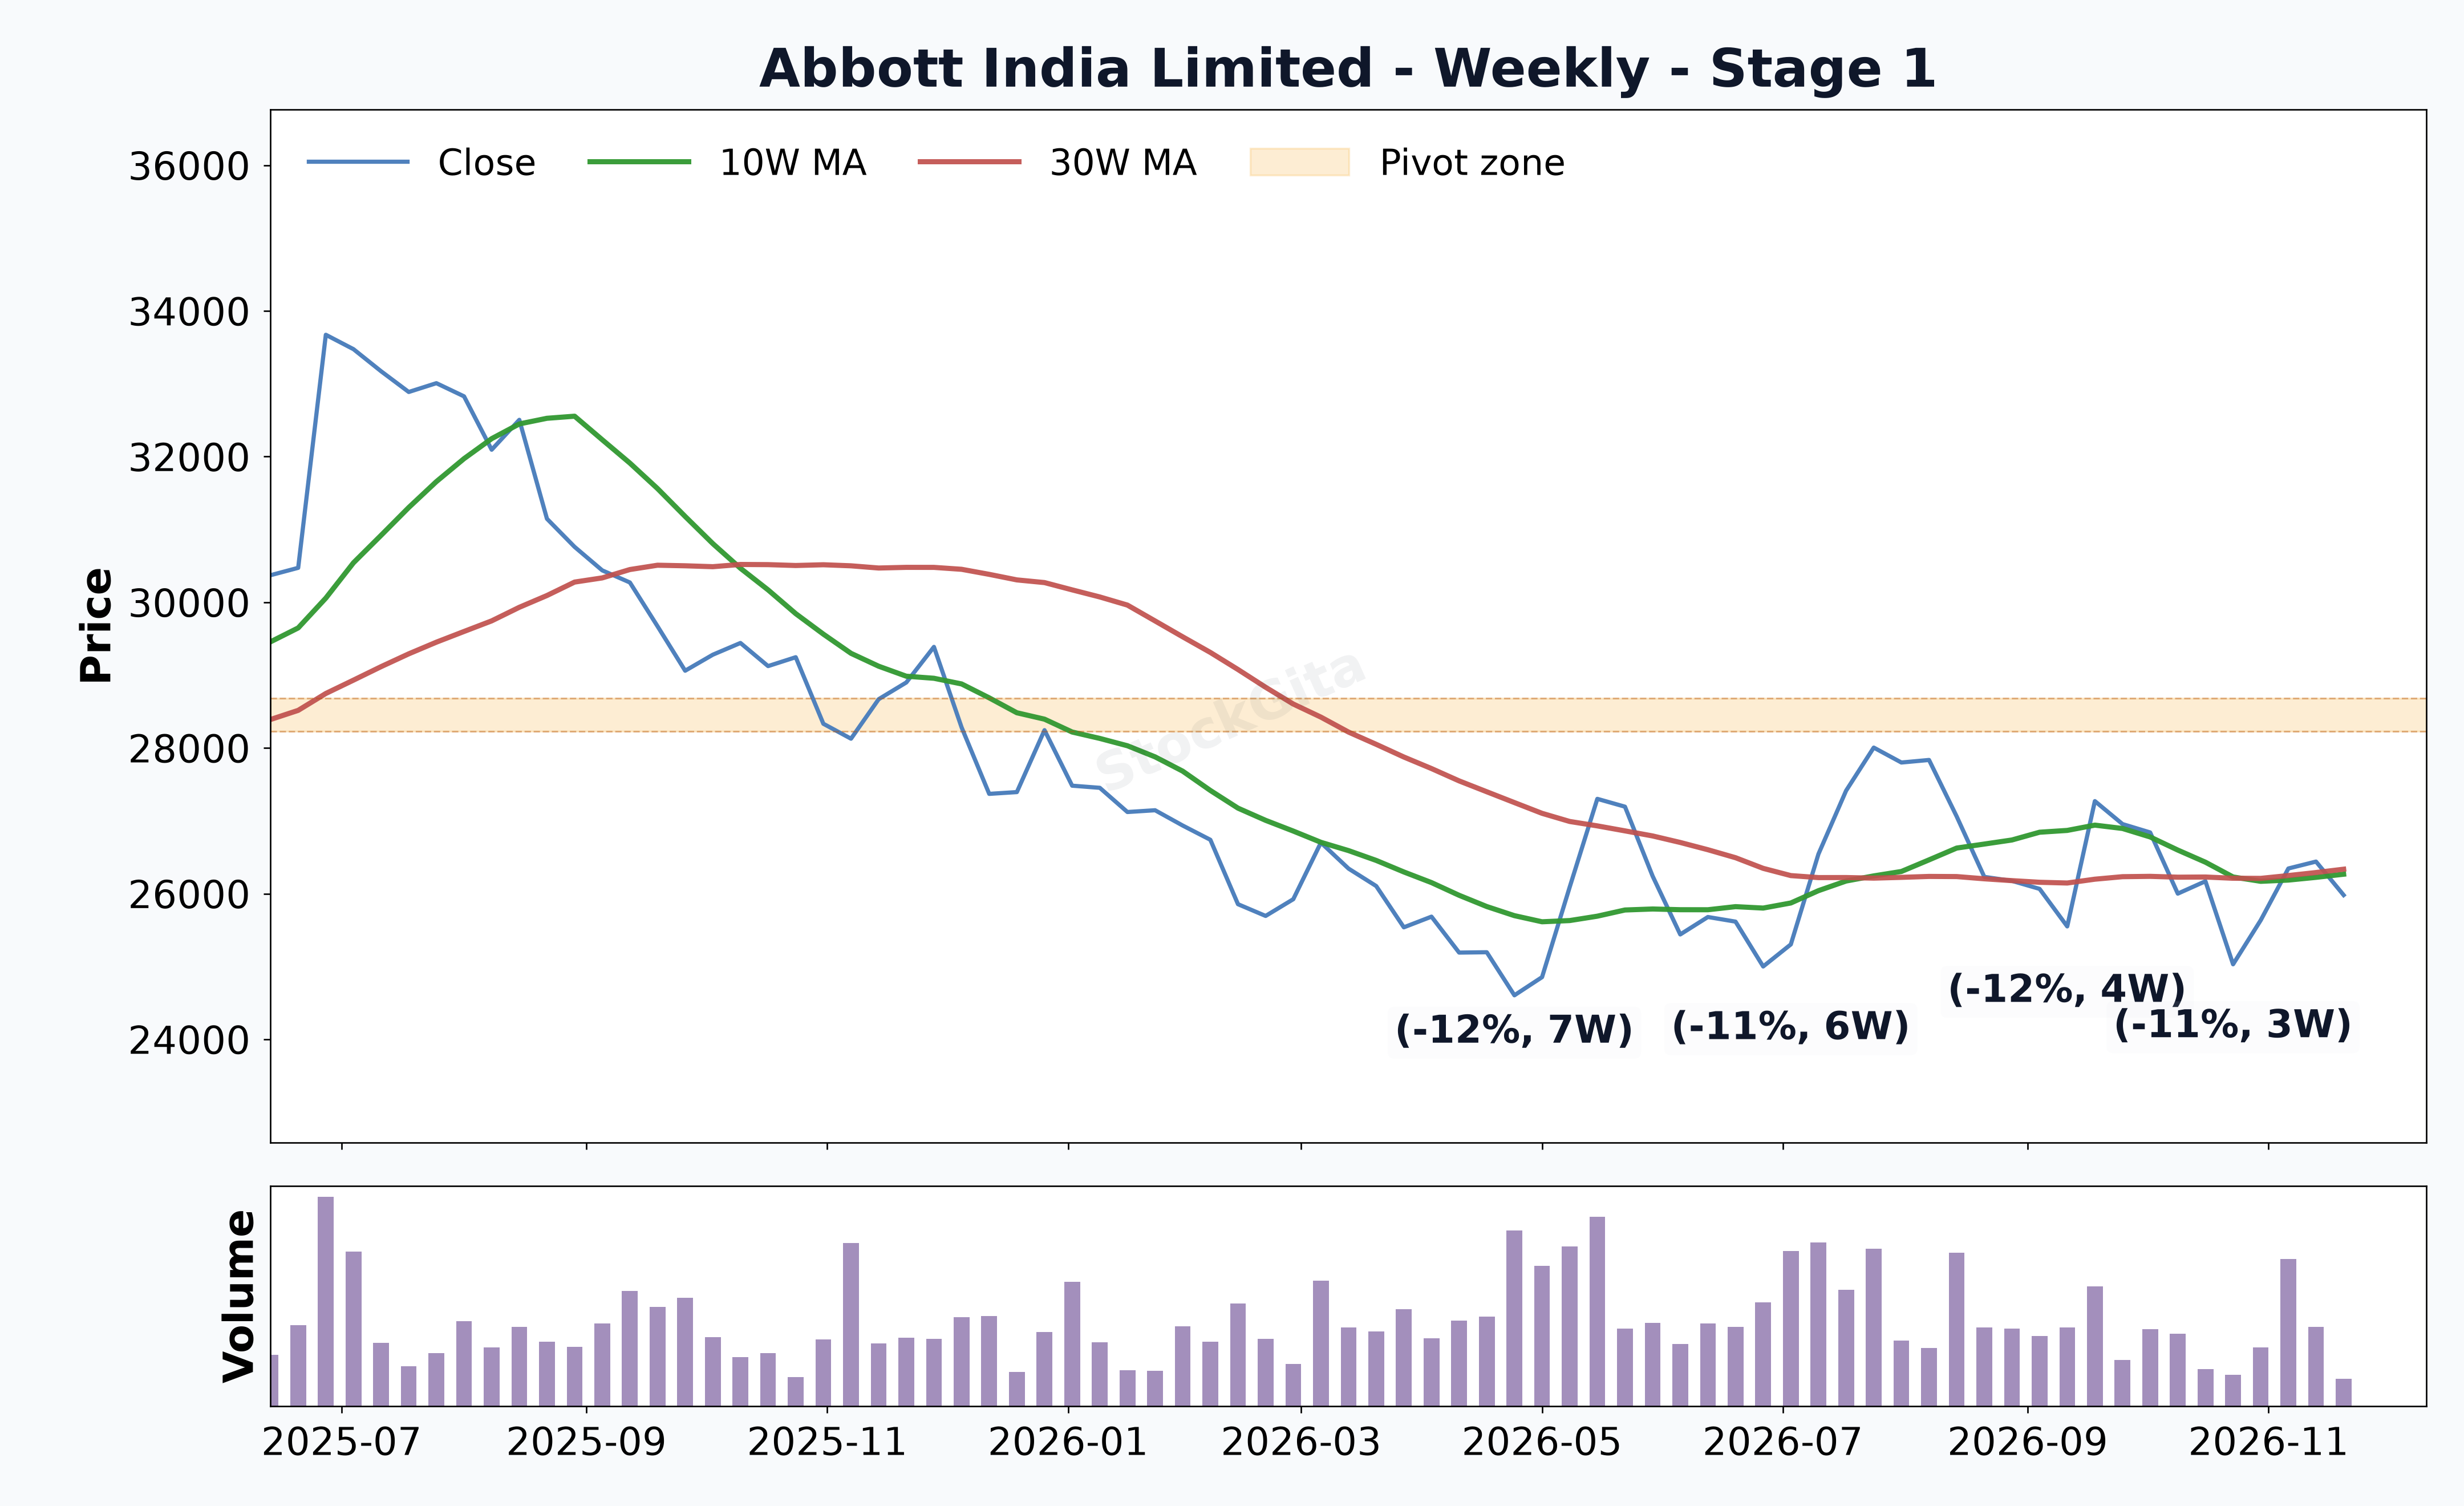 Abbott India Limited - Weekly - Stage 1
Close 10W MA 30W MA Pivot zone
36000
34000
32000
30000
28000
26000
24000
Price
StockGita
(-12%, 7W)
(-11%, 6W)
(-12%, 4W)
(-11%, 3W)
Volume
2025-07 2025-09 2025-11 2026-01 2026-03 2026-05 2026-07 2026-09 2026-11